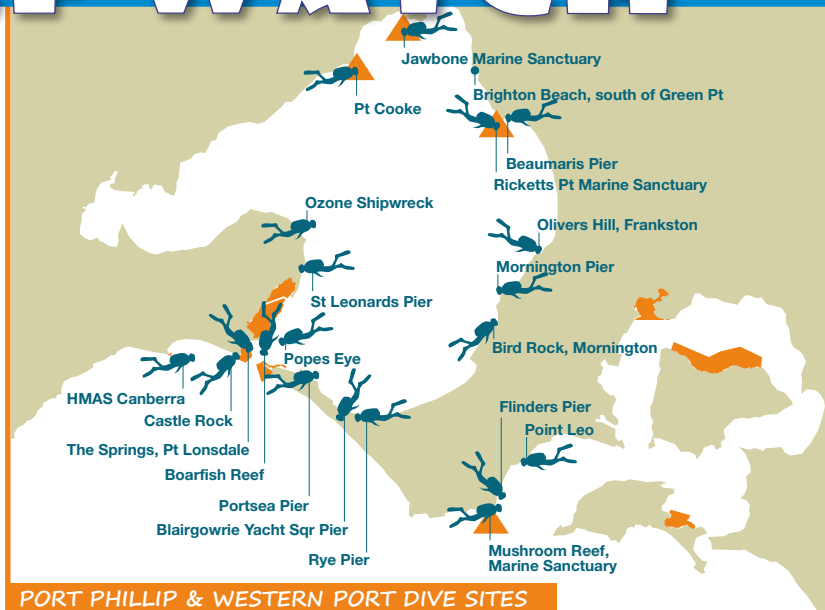 Jawbone Marine Sanctuary
Brighton Beach, south of Green Pt
Pt Cooke
Beaumaris Pier
Ricketts Pt Marine Sanctuary
Ozone Shipwreck
Olivers Hill, Frankston
Mornington Pier
St Leonards Pier
Bird Rock, Mornington
Popes Eye
HMAS Canberra
Castle Rock
The Springs, Pt Lonsdale
Boarfish Reef
Portsea Pier
Blairgowrie Yacht Sqr Pier
Rye Pier
Flinders Pier
Point Leo
Mushroom Reef,
Marine Sanctuary
PORT PHILLIP & WESTERN PORT DIVE SITES